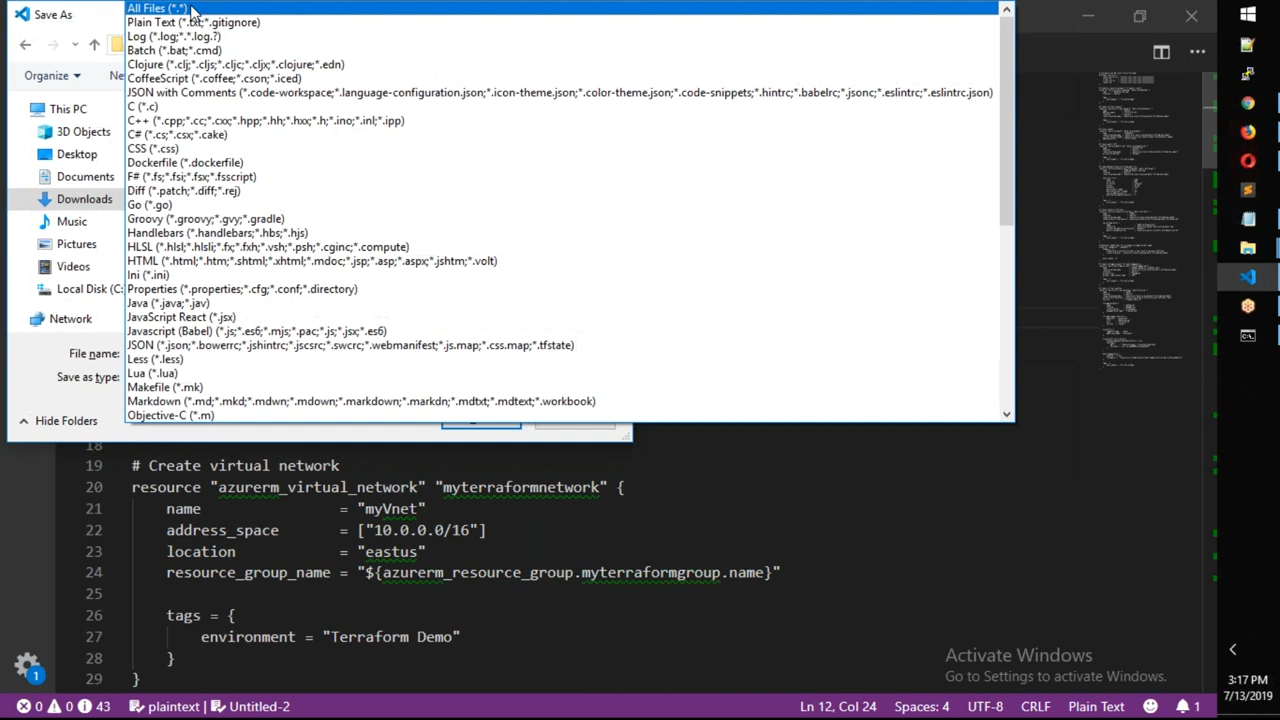 Save As
All Files (*.*)
Plain Text (*.txt;*.gitignore)
Log (*.log;*.*.log.?)
Batch (*.bat;*.cmd)
Clojure (*.clj;*.cljs;*.cljc;*.cljx;*.clojure;*.edn)
CoffeeScript (*.coffee;*.cson;*.iced)
JSON with Comments (*.code-workspace;*.language-configuration.json;*.icon-theme.json;*.color-theme.json;*.code-snippets;*.hintrc;*.babelrc;*.jsonc;*.eslintrc;*.eslintrc.json)
C (*.c)
C++ (*.cpp;*.cc;*.cxx;*.hpp;*.hh;*.hxx;*.h;*.ino;*.inl;*.ipp)
C# (*.cs;*.csx;*.cake)
CSS (*.css)
Dockerfile (*.dockerfile)
F# (*.fs;*.fsi;*.fsx;*.fsscript)
Diff (*.patch;*.diff;*.rej)
Go (*.go)
Groovy (*.groovy;*.gvy;*.gradle)
Handlebars (*.handlebars;*.hbs;*.hjs)
HLSL (*.hlsl;*.hlsli;*.fx;*.fxh;*.vsh;*.psh;*.cginc;*.compute)
HTML (*.html;*.htm;*.shtml;*.xhtml;*.mdoc;*.jsp;*.asp;*.aspx;*.jshtm;*.volt)
Ini (*.ini)
Properties (*.properties;*.cfg;*.conf;*.directory)
Java (*.java;*.jav)
JavaScript React (*.jsx)
Javascript (Babel) (*.js;*.es6;*.mjs;*.pac;*.js;*.jsx;*.es6)
JSON (*.json;*.bowerrc;*.jshintrc;*.jscsrc;*.swcrc;*.webmanifest;*.js.map;*.css.map;*.tfstate)
Less (*.less)
Lua (*.lua)
Makefile (*.mk)
Markdown (*.md;*.mkd;*.mdwn;*.mdown;*.markdown;*.markdn;*.mdtxt;*.mdtext;*.workbook)
Objective-C (*.m)
Organize
Ne
This PC
3D Objects
Desktop
Documents
Downloads
Music
Pictures
Videos
Local Disk (C:
Network
File name:
Save as type:
Hide Folders
18
19 # Create virtual network
20 resource "azurerm_virtual_network" "myterraformnetwork" {
21 name = "myVnet"
22 address_space = ["10.0.0.0/16"]
23 location = "eastus"
24 resource_group_name = "${azurerm_resource_group.myterraformgroup.name}"
25
26 tags = {
27 environment = "Terraform Demo"
28 }
29 }
Activate Windows
Go to Settings to activate Windows.
1
0 0 43 plaintext | Untitled-2 Ln 12, Col 24 Spaces: 4 UTF-8 CRLF Plain Text 1
3:17 PM
7/13/2019